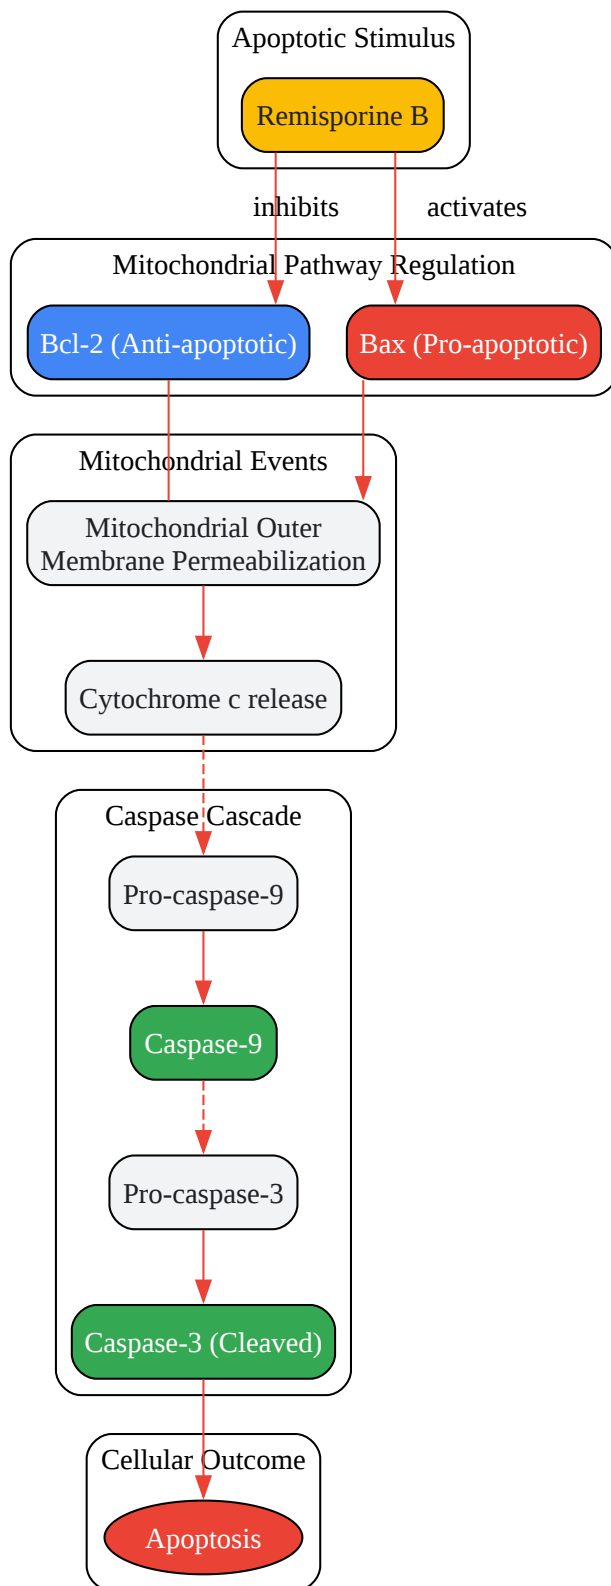 Apoptotic Stimulus
Remisporine B
inhibits
activates
Mitochondrial Pathway Regulation
Bcl-2 (Anti-apoptotic)
Bax (Pro-apoptotic)
Mitochondrial Events
Mitochondrial Outer
Membrane Permeabilization
Cytochrome c release
Caspase Cascade
Pro-caspase-9
Caspase-9
Pro-caspase-3
Caspase-3 (Cleaved)
Cellular Outcome
Apoptosis